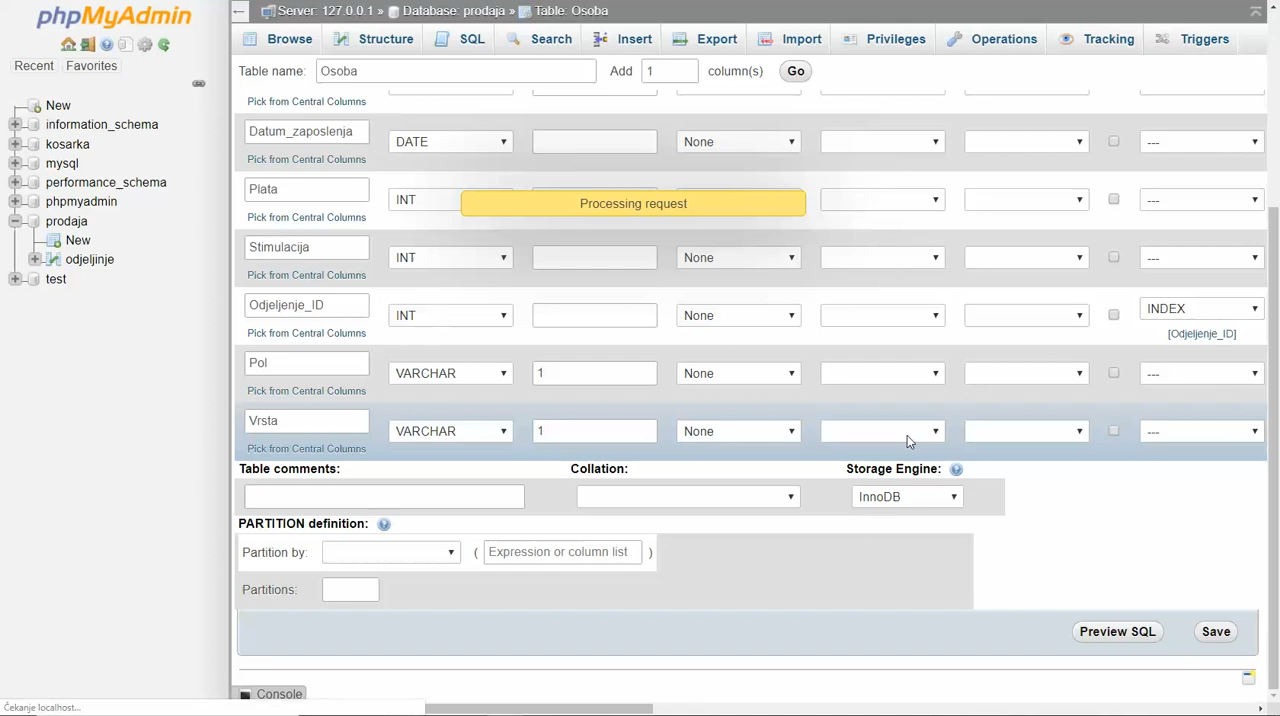 phpMyAdmin
Server: 127.0.0.1 » Database: prodaja » Table: Osoba
Browse Structure SQL Search Insert Export Import Privileges Operations Tracking Triggers
Recent Favorites
Table name: Osoba Add 1 column(s) Go
New
information_schema
kosarka
mysql
performance_schema
phpmyadmin
prodaja
New
odjeljinje
test
Pick from Central Columns
Datum_zaposlenja DATE None ---
Pick from Central Columns
Plata INT ---
Processing request
Pick from Central Columns
Stimulacija INT None ---
Pick from Central Columns
Odjeljenje_ID INT None INDEX
Pick from Central Columns [Odjeljenje_ID]
Pol VARCHAR 1 None ---
Pick from Central Columns
Vrsta VARCHAR 1 None ---
Pick from Central Columns
Table comments: Collation: Storage Engine:
InnoDB
PARTITION definition:
Partition by: ( Expression or column list )
Partitions:
Preview SQL Save
Console
Čekanje localhost...